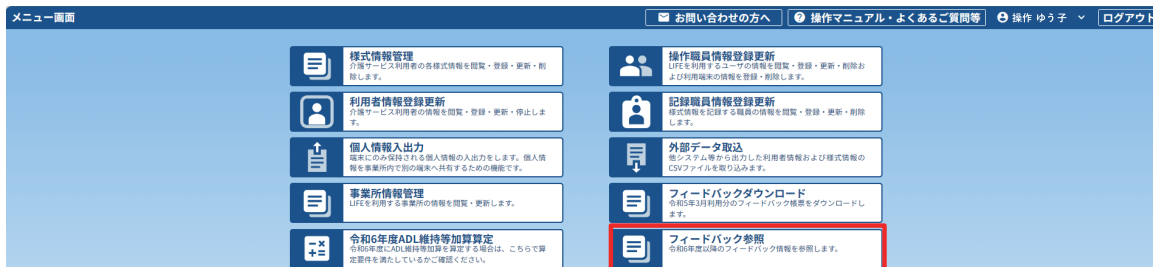 メニュー画面
お問い合わせの方へ
操作マニュアル・よくあるご質問等
操作 ゆう子
ログアウト
様式情報管理
介護サービス利用者の各様式情報を閲覧・登録・更新・削
除します。
操作職員情報登録更新
LIFEを利用するユーザの情報を閲覧・登録・更新・削除お
よび利用端末の情報を登録・削除します。
利用者情報登録更新
介護サービス利用者の情報を閲覧・登録・更新・停止しま
す。
記録職員情報登録更新
様式情報を記録する職員の情報を閲覧・登録・更新・削除
します。
個人情報入出力
端末にのみ保持される個人情報の入出力をします。個人情
報を事業所内で別の端末へ共有するための機能です。
外部データ取込
他システム等から出力した利用者情報および様式情報の
CSVファイルを取り込みます。
事業所情報管理
LIFEを利用する事業所の情報を閲覧・更新します。
フィードバックダウンロード
令和5年3月利用分のフィードバック帳票をダウンロードし
ます。
令和6年度ADL維持等加算算定
令和6年度にADL維持等加算を算定する場合は、こちらで算
定要件を満たしているかご確認ください。
フィードバック参照
令和6年度以降のフィードバック情報を参照します。